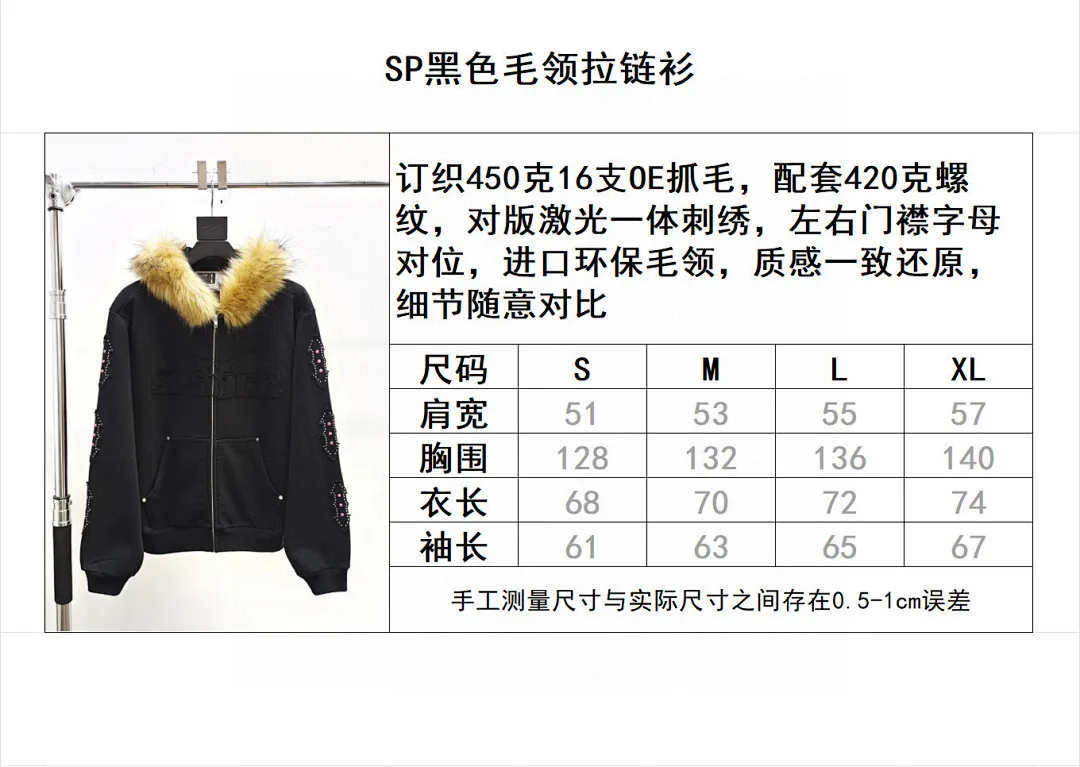 SP黑色毛领拉链衫
订织450克16支OE抓毛，配套420克螺
纹，对版激光一体刺绣，左右门襟字母
对位，进口环保毛领，质感一致还原，
细节随意对比
尺码 S M L XL
肩宽 51 53 55 57
胸围 128 132 136 140
衣长 68 70 72 74
袖长 61 63 65 67
手工测量尺寸与实际尺寸之间存在0.5-1cm误差